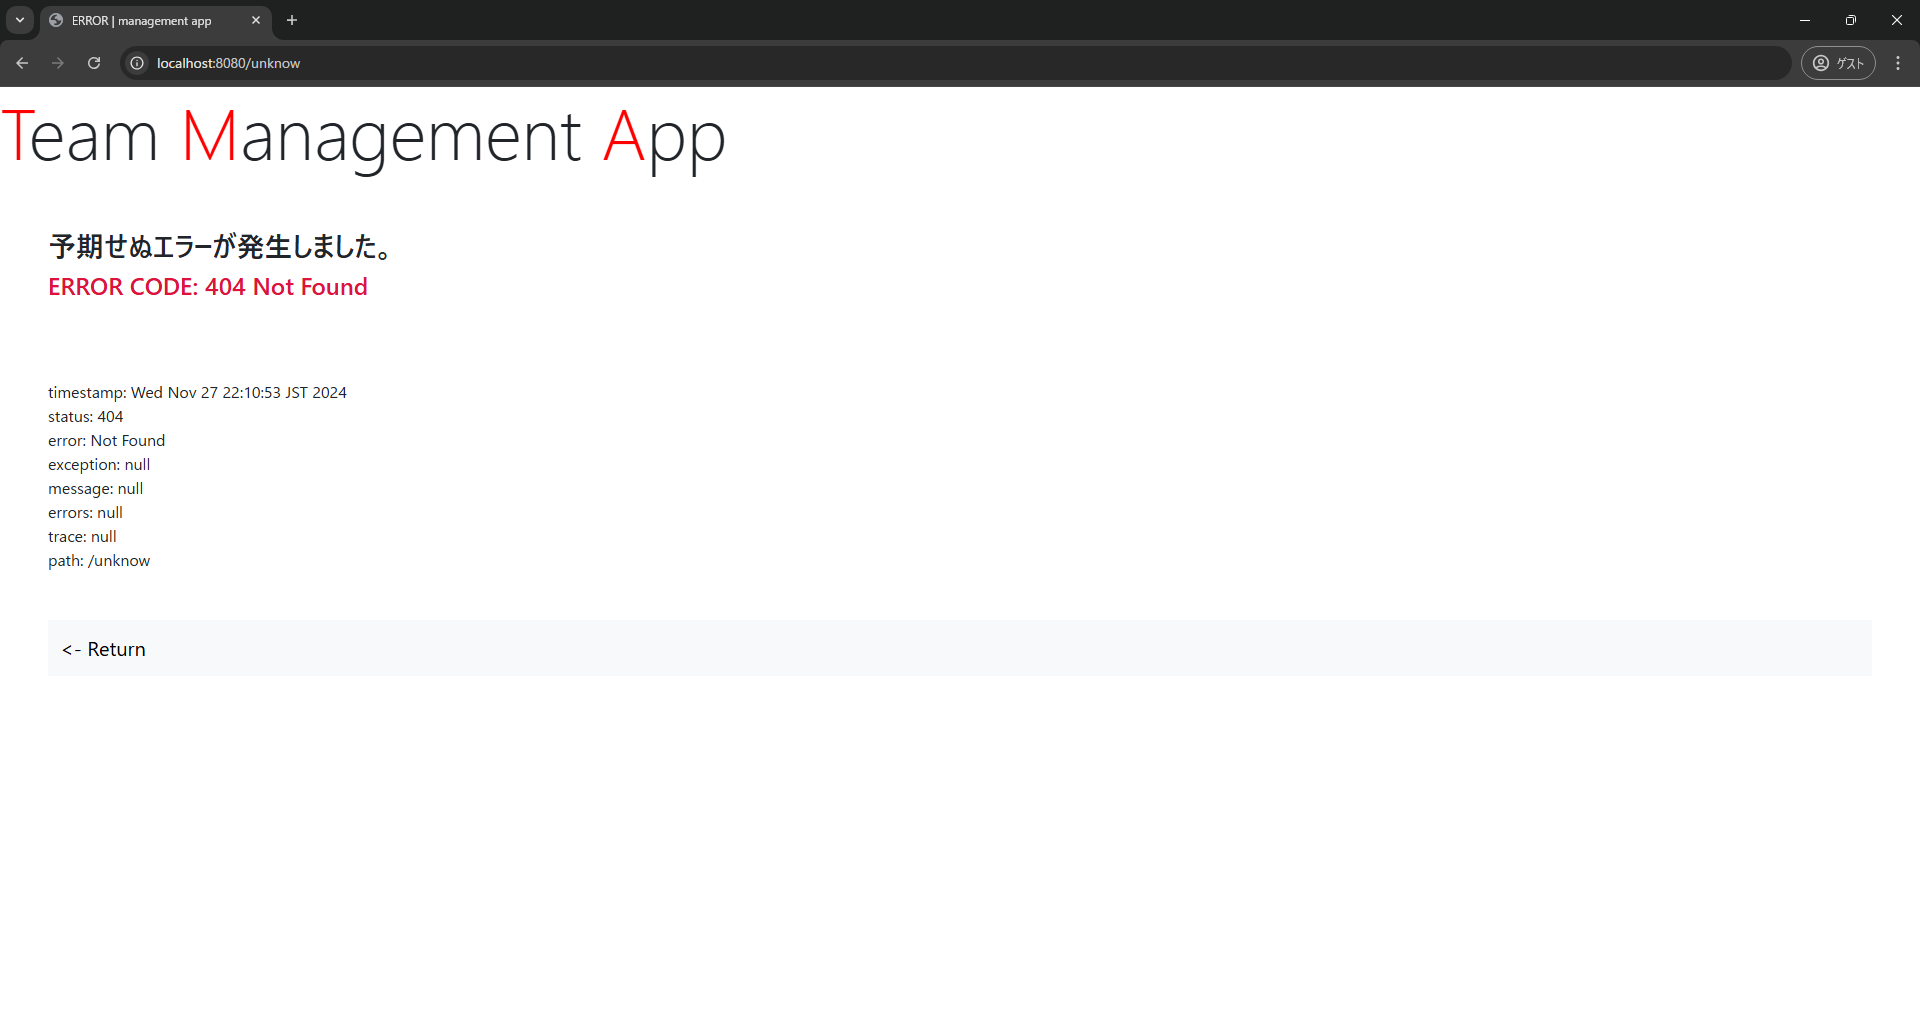 ERROR | management app
localhost:8080/unknow
ゲスト
Team Management App
予期せぬエラーが発生しました。
ERROR CODE: 404 Not Found
timestamp: Wed Nov 27 22:10:53 JST 2024
status: 404
error: Not Found
exception: null
message: null
errors: null
trace: null
path: /unknow
<- Return